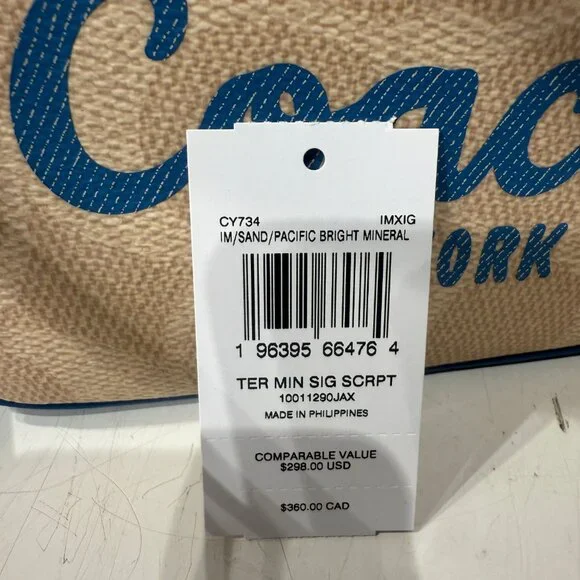 Coac
ORK
CY734 IMXIG
IM/SAND/PACIFIC BRIGHT MINERAL
1 96395 66476 4
TER MIN SIG SCRPT
10011290JAX
MADE IN PHILIPPINES
COMPARABLE VALUE
$298.00 USD
$360.00 CAD